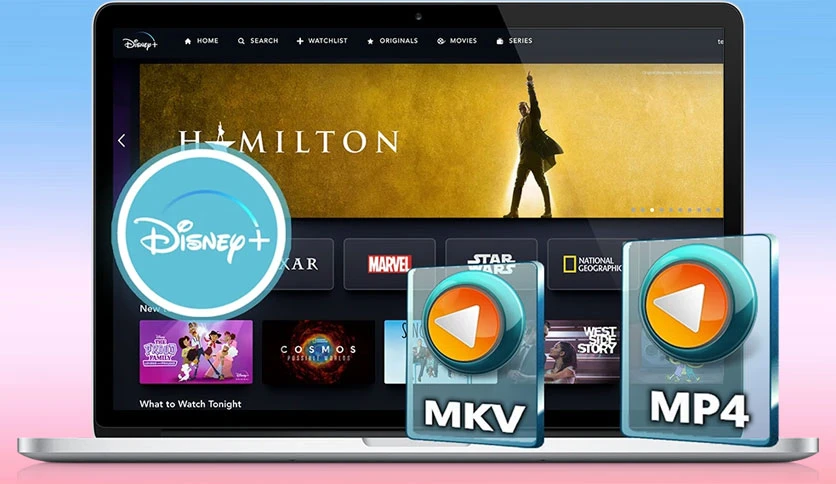 Disney+
HOME
SEARCH
WATCHLIST
ORIGINALS
MOVIES
SERIES
te
HAMILTON
Disney+
XAR
MARVEL
STAR
WARS
NATIONAL
GEOGRAPHIC
New
THE
PROUD
FAMILY
COSMOS
POSSIBLE WORLDS
WEST
SIDE
STORY
What to Watch Tonight
MKV
MP4